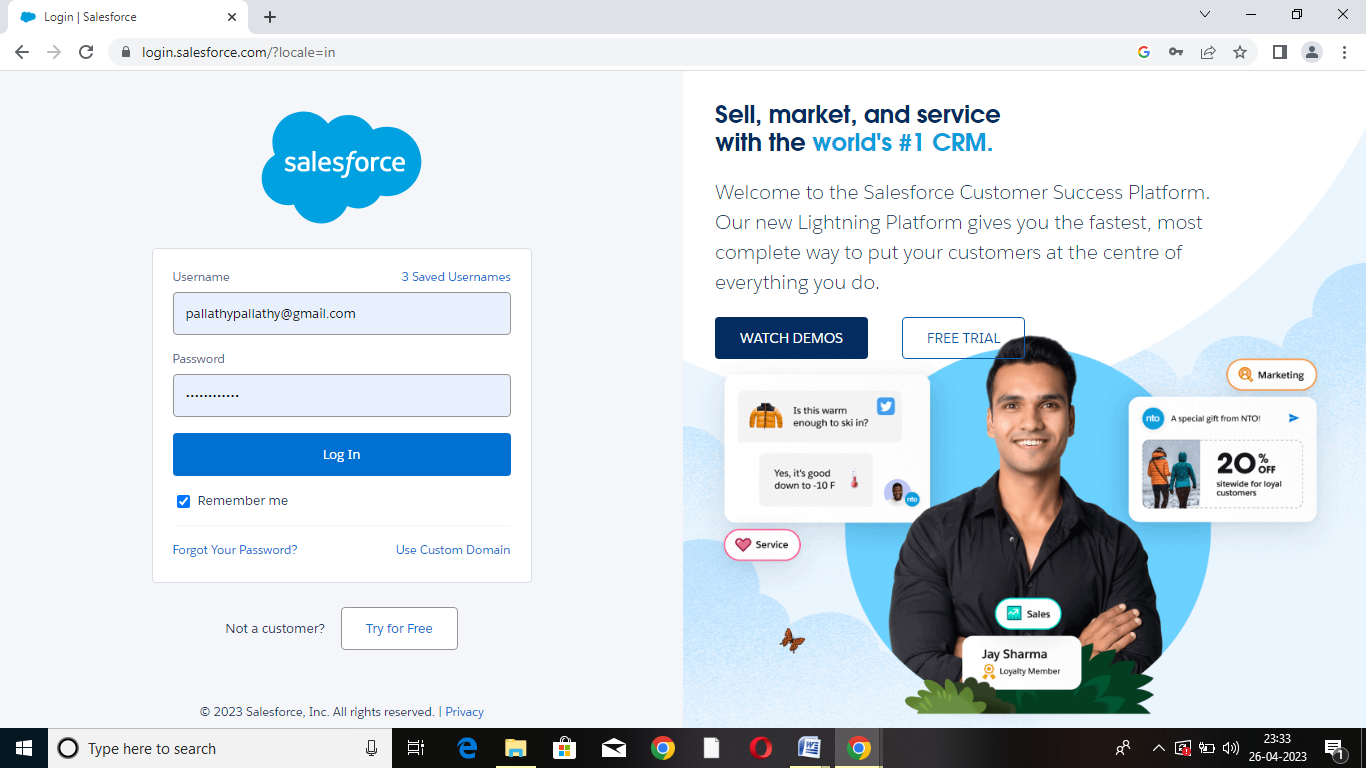 Login | Salesforce
login.salesforce.com/?locale=in
salesforce
Username
3 Saved Usernames
pallathypallathy@gmail.com
Password
••••••••••••
Log In
Remember me
Forgot Your Password?
Use Custom Domain
Not a customer?
Try for Free
© 2023 Salesforce, Inc. All rights reserved. | Privacy
Sell, market, and service
with the world's #1 CRM.
Welcome to the Salesforce Customer Success Platform.
Our new Lightning Platform gives you the fastest, most
complete way to put your customers at the centre of
everything you do.
WATCH DEMOS
FREE TRIAL
Is this warm
enough to ski in?
Yes, it's good
down to -10 F
nto
Service
Marketing
nto
A special gift from NTO!
20% OFF
sitewide for loyal
customers
Sales
Jay Sharma
Loyalty Member
Type here to search
23:33
26-04-2023
1